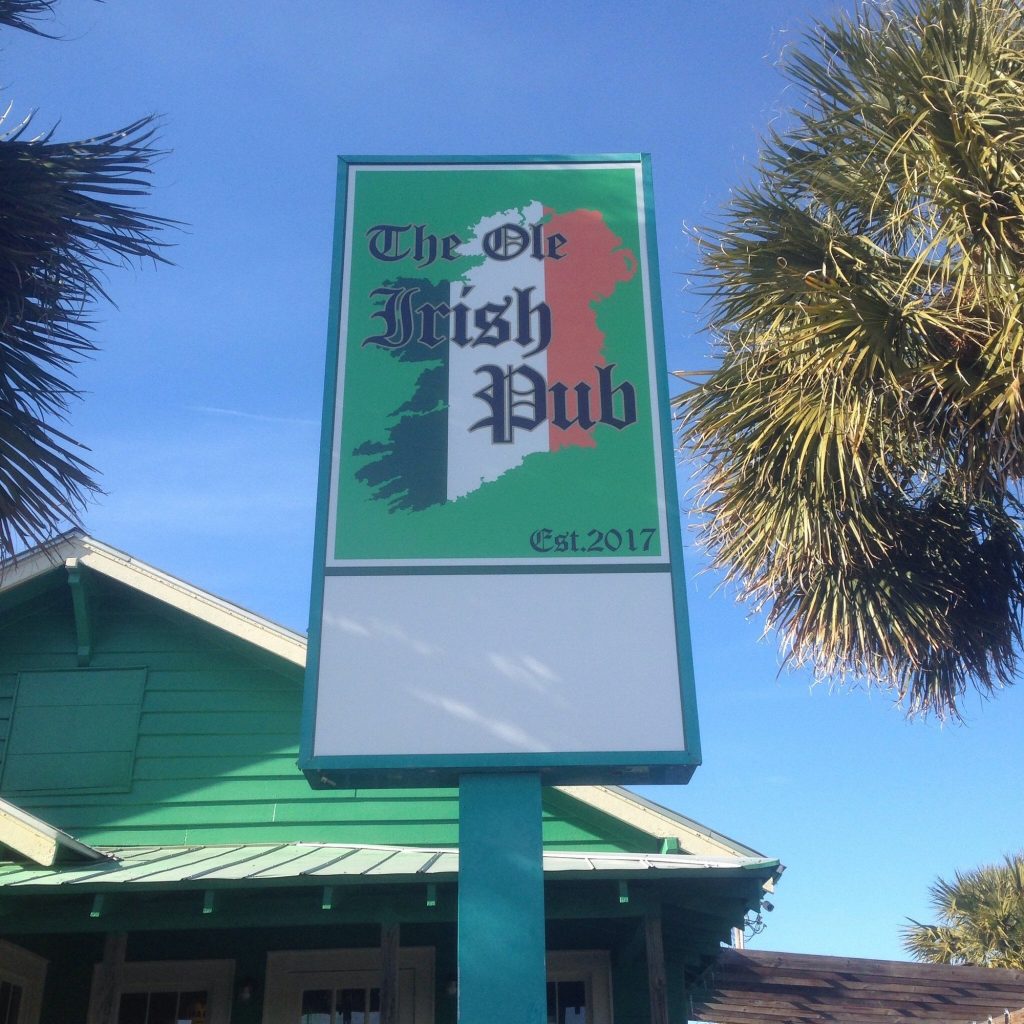 The Ole
Irish
Pub
Est.2017